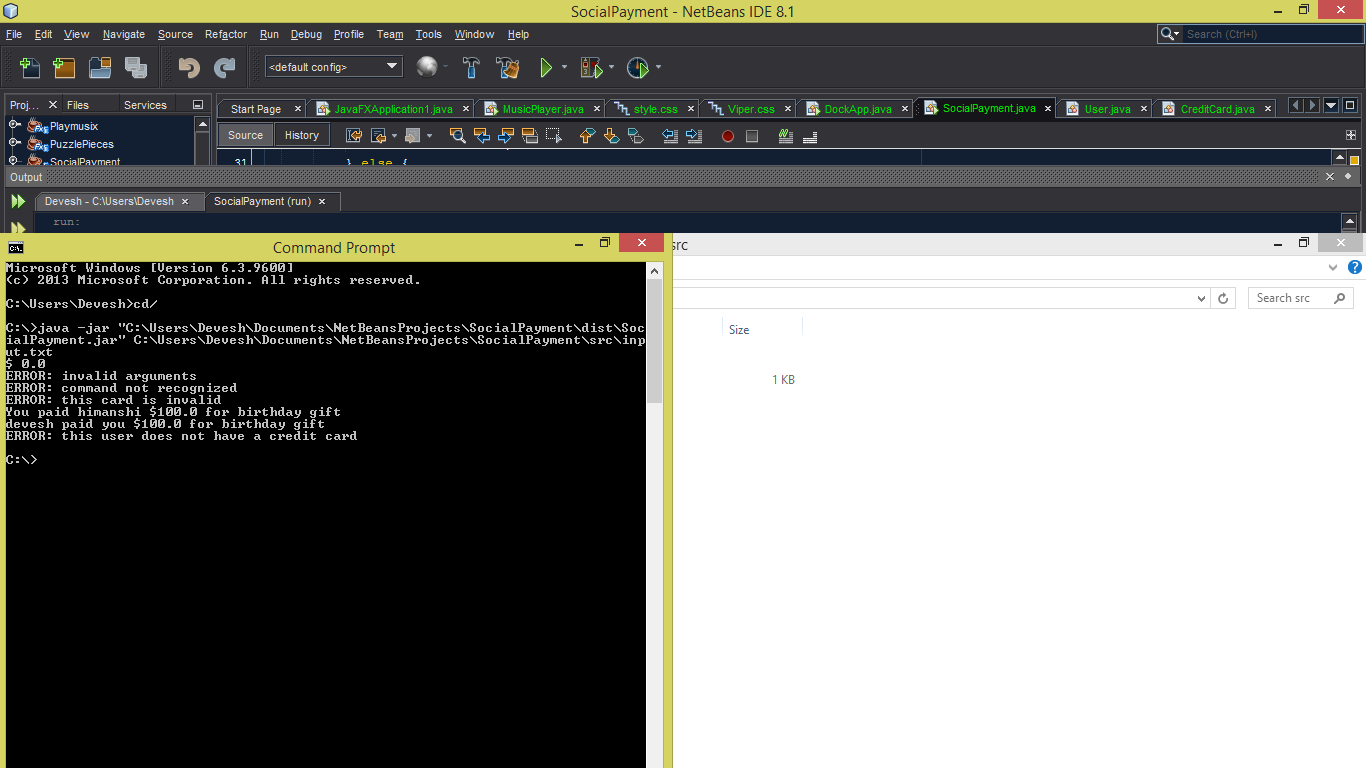 SocialPayment - NetBeans IDE 8.1
File Edit View Navigate Source Refactor Run Debug Profile Team Tools Window Help
Search (Ctrl+I)
<default config>
Proj... Files Services
Start Page JavaFXApplication1.java MusicPlayer.java style.css Viper.css DockApp.java SocialPayment.java User.java CreditCard.java
Playmusix
PuzzlePieces
SocialPayment
Source History
31 } else {
Output
Devesh - C:\Users\Devesh SocialPayment (run)
run:
Command Prompt
Microsoft Windows [Version 6.3.9600]
(c) 2013 Microsoft Corporation. All rights reserved.
C:\Users\Devesh>cd/
C:\>java -jar "C:\Users\Devesh\Documents\NetBeansProjects\SocialPayment\dist\Soc
ialPayment.jar" C:\Users\Devesh\Documents\NetBeansProjects\SocialPayment\src\inp
ut.txt
$ 0.0
ERROR: invalid arguments
ERROR: command not recognized
ERROR: this card is invalid
You paid himanshi $100.0 for birthday gift
devesh paid you $100.0 for birthday gift
ERROR: this user does not have a credit card
C:\>
src
Search src
Size
1 KB